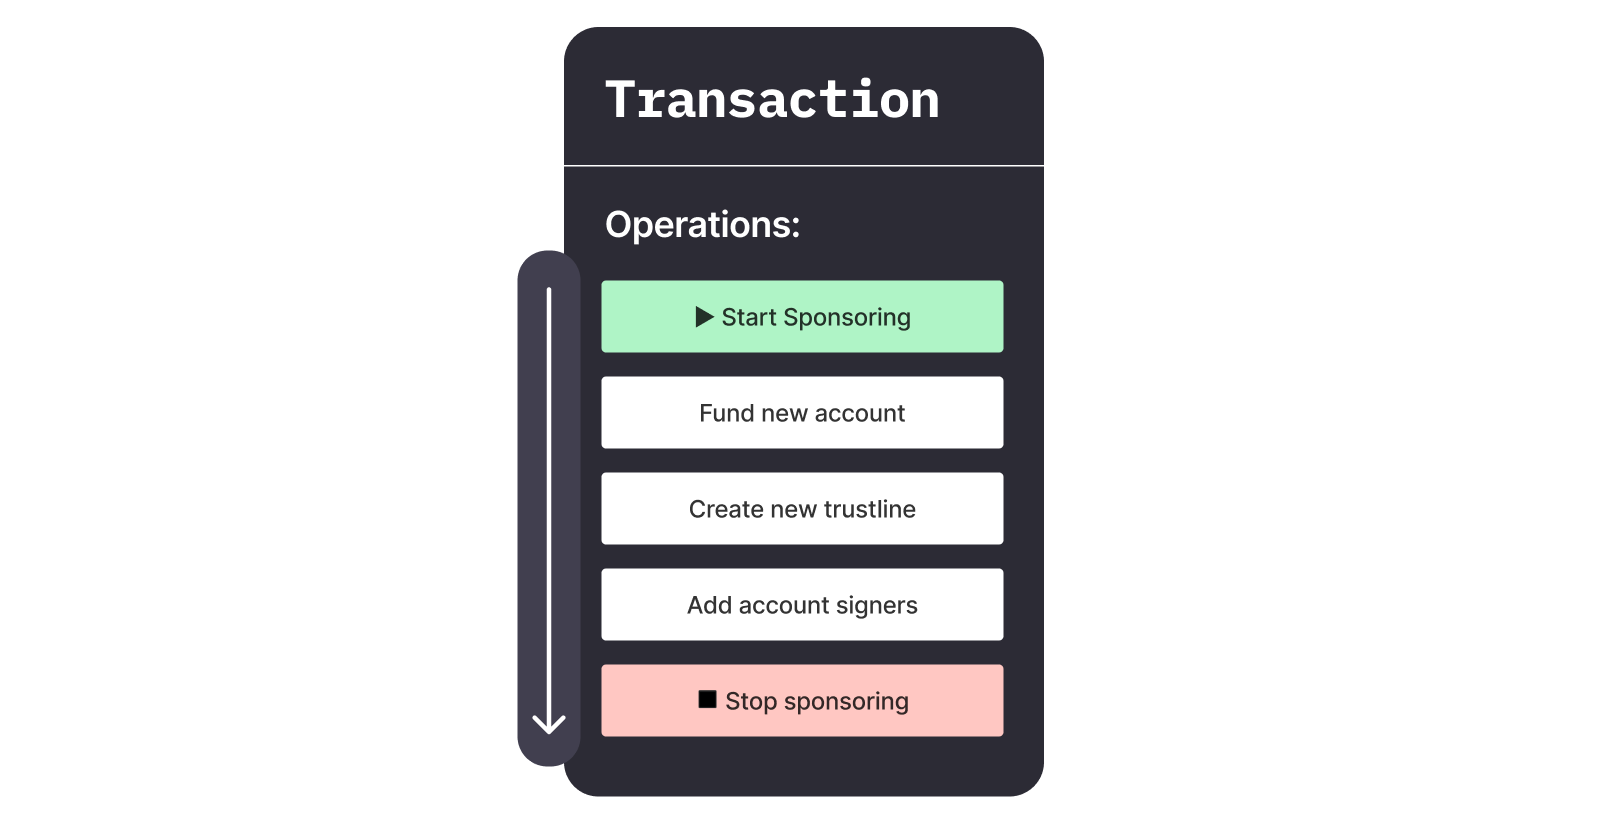 Transaction
Operations:
▶ Start Sponsoring
Fund new account
Create new trustline
Add account signers
■ Stop sponsoring